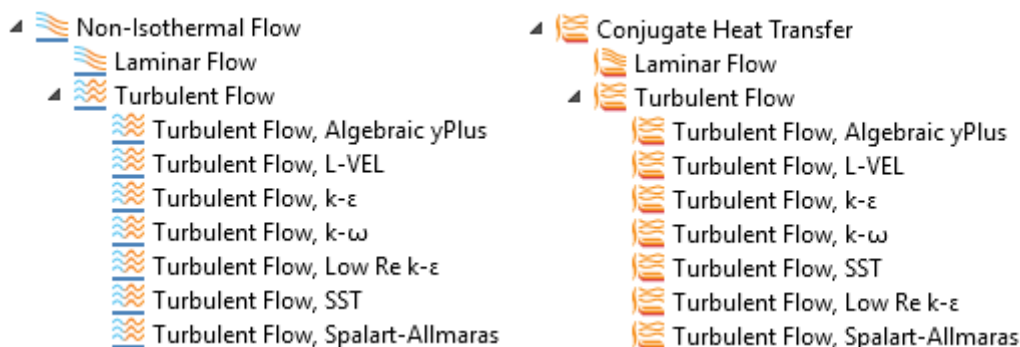 Non-Isothermal Flow
Laminar Flow
Turbulent Flow
Turbulent Flow, Algebraic yPlus
Turbulent Flow, L-VEL
Turbulent Flow, k-ε
Turbulent Flow, k-ω
Turbulent Flow, Low Re k-ε
Turbulent Flow, SST
Turbulent Flow, Spalart-Allmaras
Conjugate Heat Transfer
Laminar Flow
Turbulent Flow
Turbulent Flow, Algebraic yPlus
Turbulent Flow, L-VEL
Turbulent Flow, k-ε
Turbulent Flow, k-ω
Turbulent Flow, SST
Turbulent Flow, Low Re k-ε
Turbulent Flow, Spalart-Allmaras